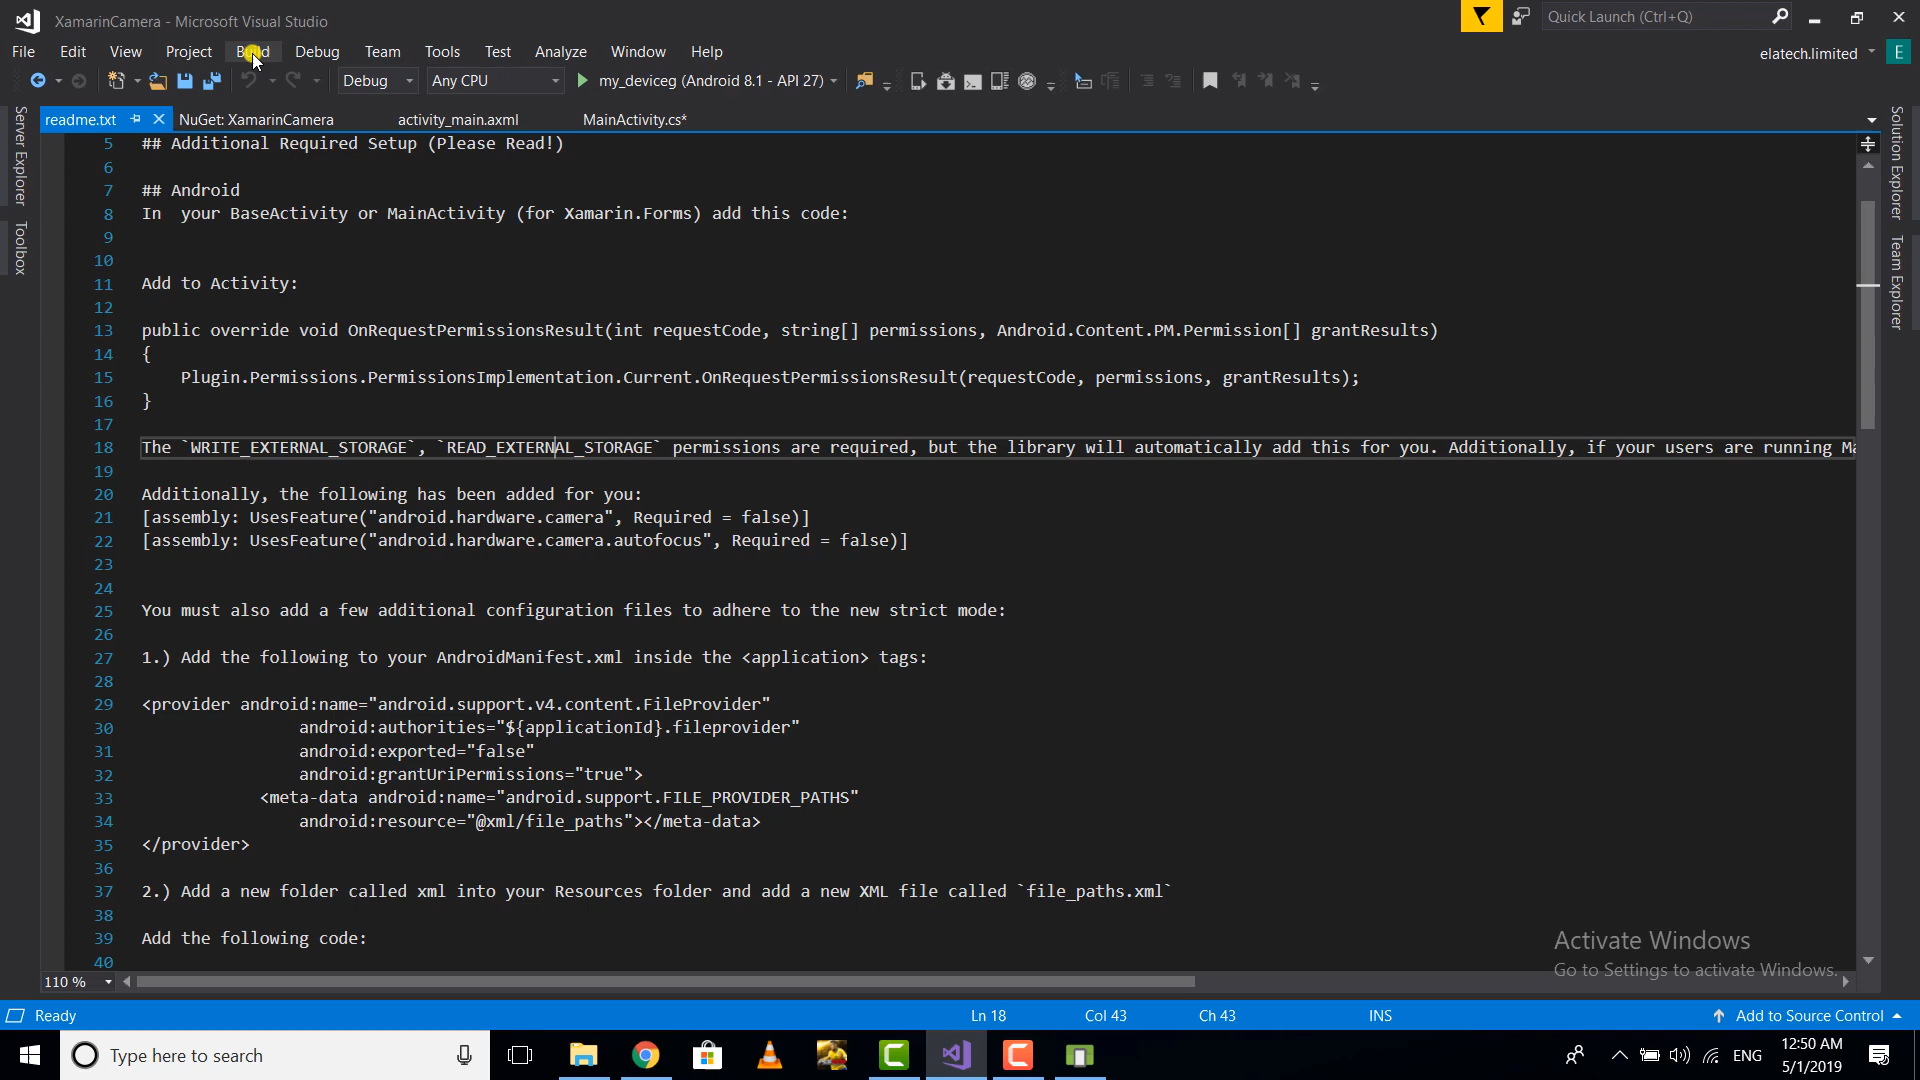 XamarinCamera - Microsoft Visual Studio
Quick Launch (Ctrl+Q)
File Edit View Project Build Debug Team Tools Test Analyze Window Help
elatech.limited E
Debug Any CPU my_deviceg (Android 8.1 - API 27)
readme.txt NuGet: XamarinCamera activity_main.axml MainActivity.cs*
Server Explorer
Toolbox
Solution Explorer
Team Explorer
5 ## Additional Required Setup (Please Read!)
6
7 ## Android
8 In  your BaseActivity or MainActivity (for Xamarin.Forms) add this code:
9
10
11 Add to Activity:
12
13 public override void OnRequestPermissionsResult(int requestCode, string[] permissions, Android.Content.PM.Permission[] grantResults)
14 {
15     Plugin.Permissions.PermissionsImplementation.Current.OnRequestPermissionsResult(requestCode, permissions, grantResults);
16 }
17
18 The `WRITE_EXTERNAL_STORAGE`, `READ_EXTERNAL_STORAGE` permissions are required, but the library will automatically add this for you. Additionally, if your users are running Ma
19
20 Additionally, the following has been added for you:
21 [assembly: UsesFeature("android.hardware.camera", Required = false)]
22 [assembly: UsesFeature("android.hardware.camera.autofocus", Required = false)]
23
24
25 You must also add a few additional configuration files to adhere to the new strict mode:
26
27 1.) Add the following to your AndroidManifest.xml inside the <application> tags:
28
29 <provider android:name="android.support.v4.content.FileProvider"
30                 android:authorities="${applicationId}.fileprovider"
31                 android:exported="false"
32                 android:grantUriPermissions="true">
33             <meta-data android:name="android.support.FILE_PROVIDER_PATHS"
34                 android:resource="@xml/file_paths"></meta-data>
35 </provider>
36
37 2.) Add a new folder called xml into your Resources folder and add a new XML file called `file_paths.xml`
38
39 Add the following code:
40
Activate Windows
Go to Settings to activate Windows.
110 %
Ready Ln 18 Col 43 Ch 43 INS Add to Source Control
Type here to search
ENG
12:50 AM
5/1/2019